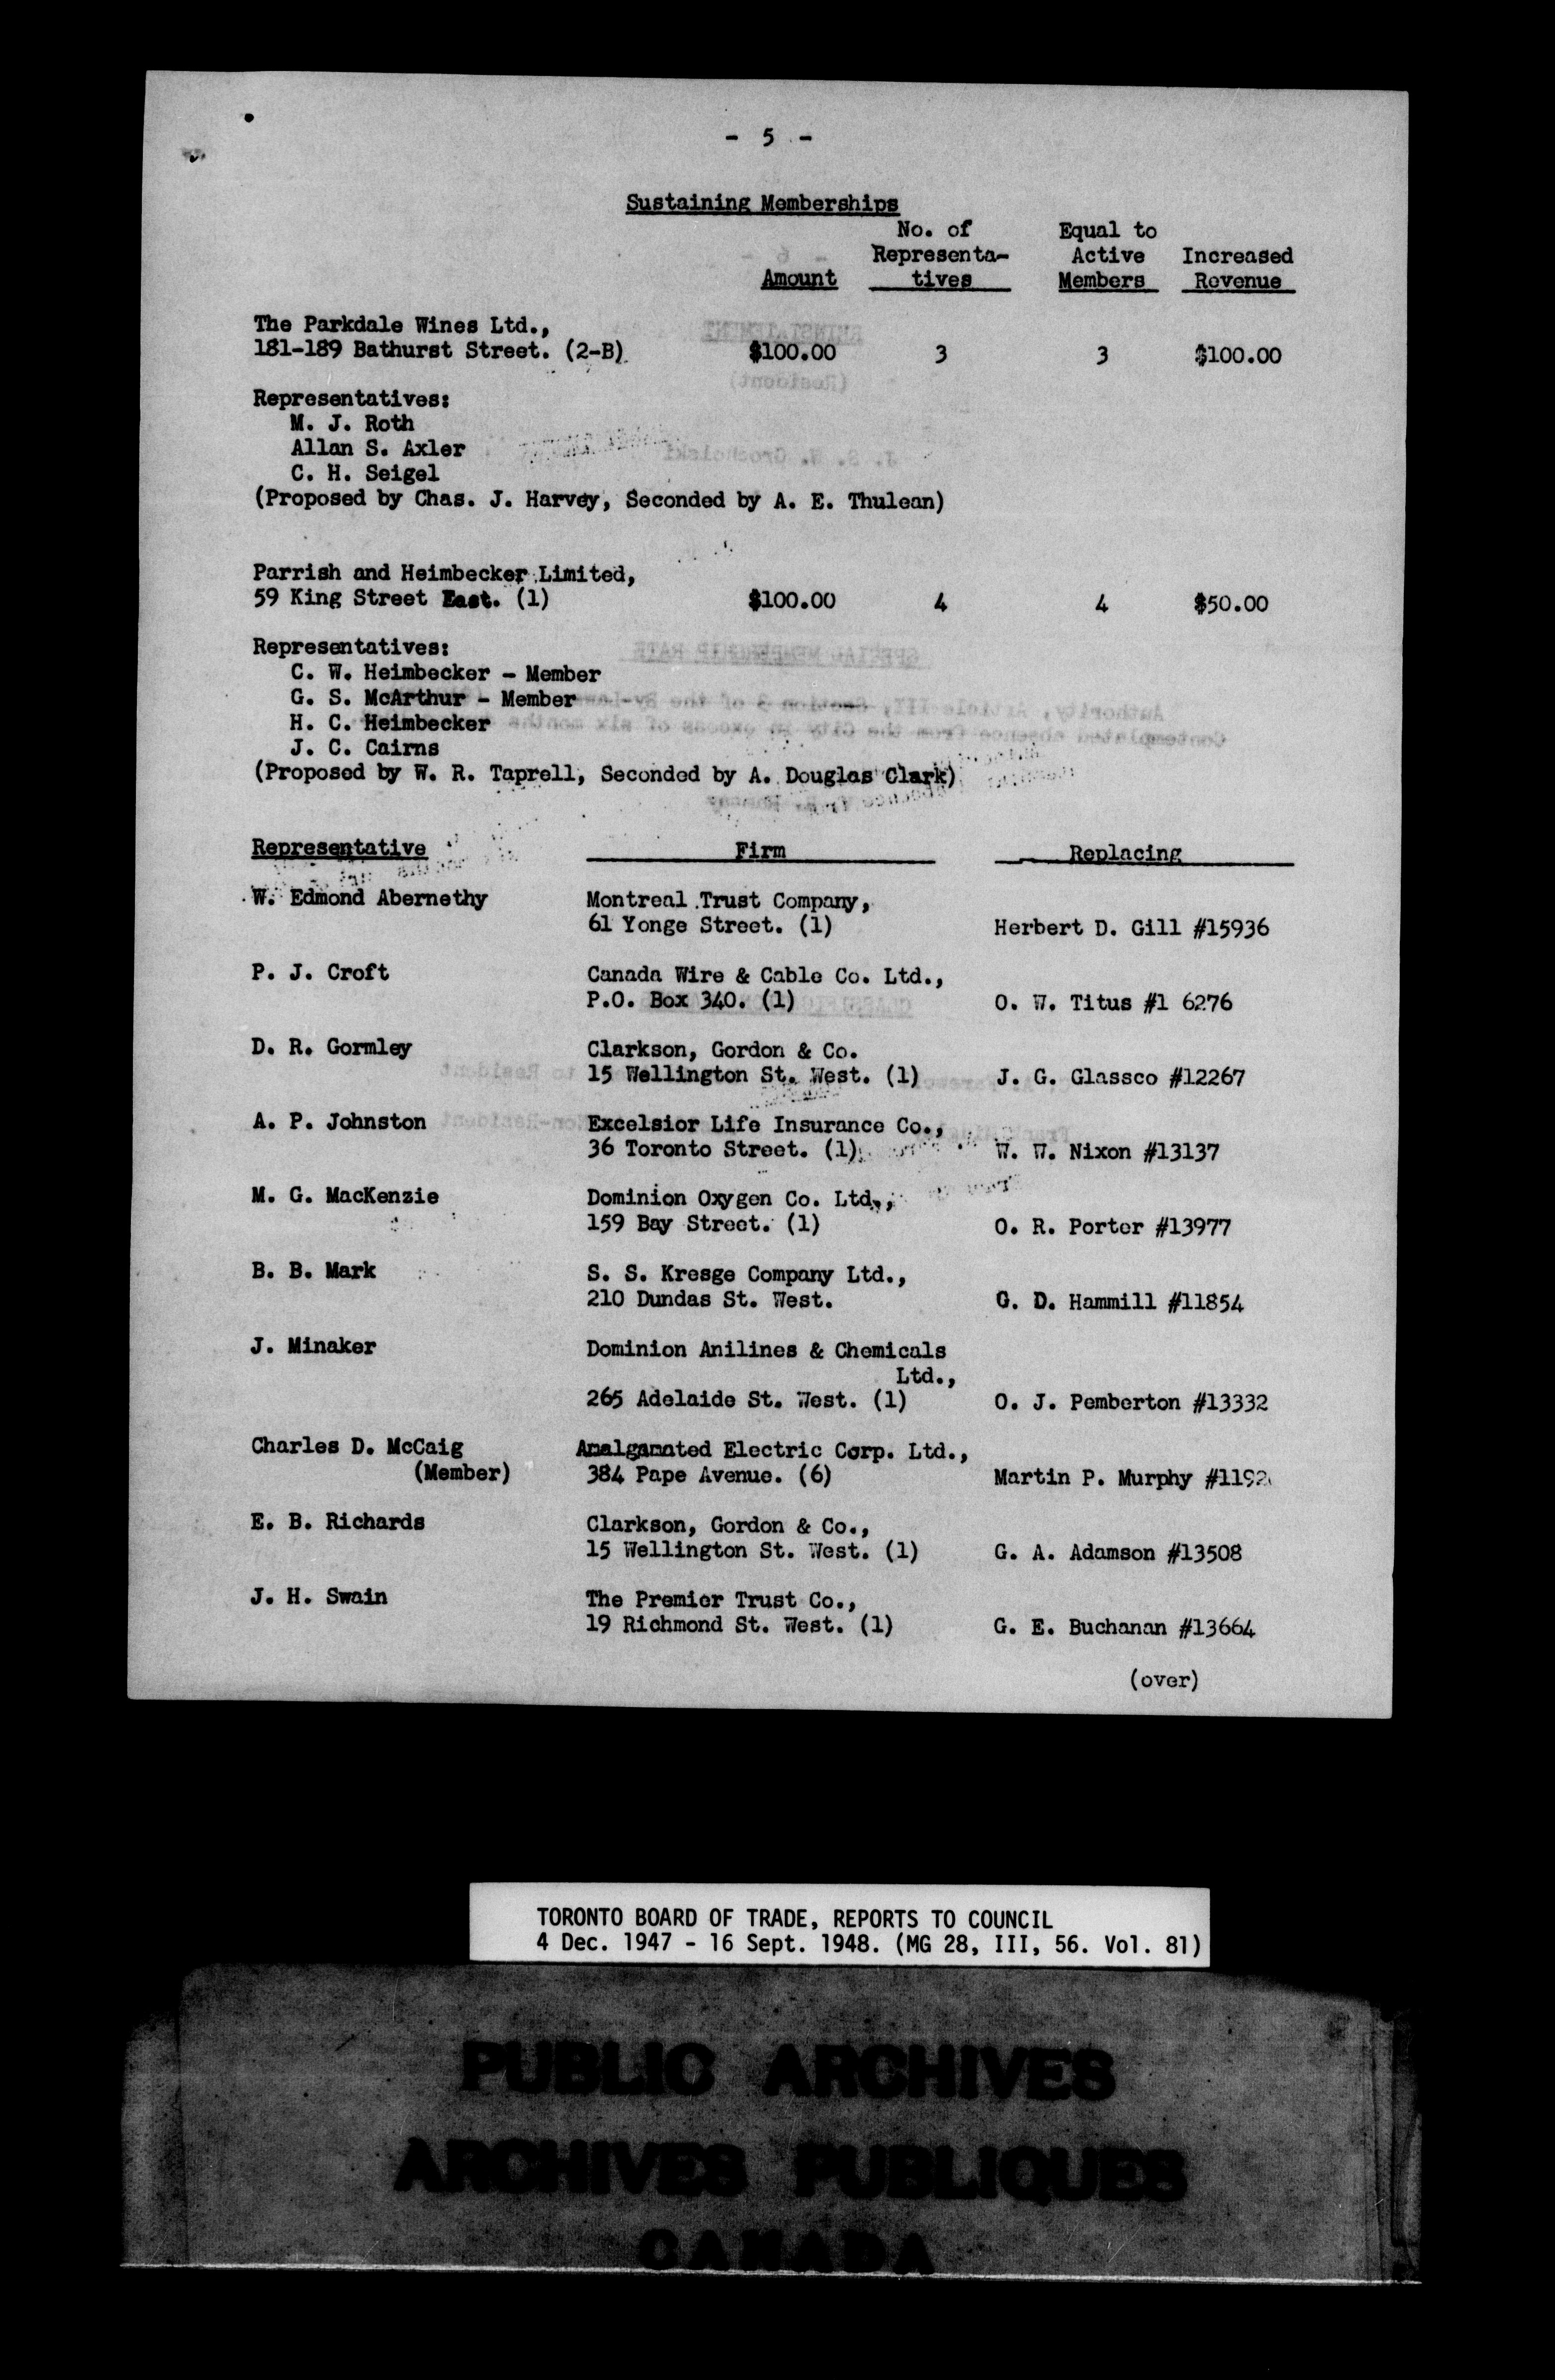 - 5 -
Sustaining Memberships
No. of Equal to
Representa- Active Increased
Amount tives Members Revenue
The Parkdale Wines Ltd.,
181-189 Bathurst Street. (2-B) $100.00 3 3 $100.00
Representatives:
M. J. Roth
Allan S. Axler
C. H. Seigel
(Proposed by Chas. J. Harvey, Seconded by A. E. Thulean)
Parrish and Heimbecker Limited,
59 King Street East. (1) $100.00 4 4 $50.00
Representatives:
C. W. Heimbecker - Member
G. S. McArthur - Member
H. C. Heimbecker
J. C. Cairns
(Proposed by W. R. Taprell, Seconded by A. Douglas Clark)
Representative Firm Replacing
W. Edmond Abernethy Montreal Trust Company,
61 Yonge Street. (1) Herbert D. Gill #15936
P. J. Croft Canada Wire & Cable Co. Ltd.,
P.O. Box 340. (1) O. W. Titus #1 6276
D. R. Gormley Clarkson, Gordon & Co.
15 Wellington St. West. (1) J. G. Glassco #12267
A. P. Johnston Excelsior Life Insurance Co.,
36 Toronto Street. (1) W. W. Nixon #13137
M. G. MacKenzie Dominion Oxygen Co. Ltd.,
159 Bay Street. (1) O. R. Porter #13977
B. B. Mark S. S. Kresge Company Ltd.,
210 Dundas St. West. G. D. Hammill #11854
J. Minaker Dominion Anilines & Chemicals
Ltd.,
265 Adelaide St. West. (1) O. J. Pemberton #13332
Charles D. McCaig Amalgamated Electric Corp. Ltd.,
(Member) 384 Pape Avenue. (6) Martin P. Murphy
E. B. Richards Clarkson, Gordon & Co.,
15 Wellington St. West. (1) G. A. Adamson #13508
J. H. Swain The Premier Trust Co.,
19 Richmond St. West. (1) G. E. Buchanan #13664
(over)
TORONTO BOARD OF TRADE, REPORTS TO COUNCIL
4 Dec. 1947 - 16 Sept. 1948. (MG 28, III, 56. Vol. 81)
PUBLIC ARCHIVES
ARCHIVES PUBLIQUES
CANADA